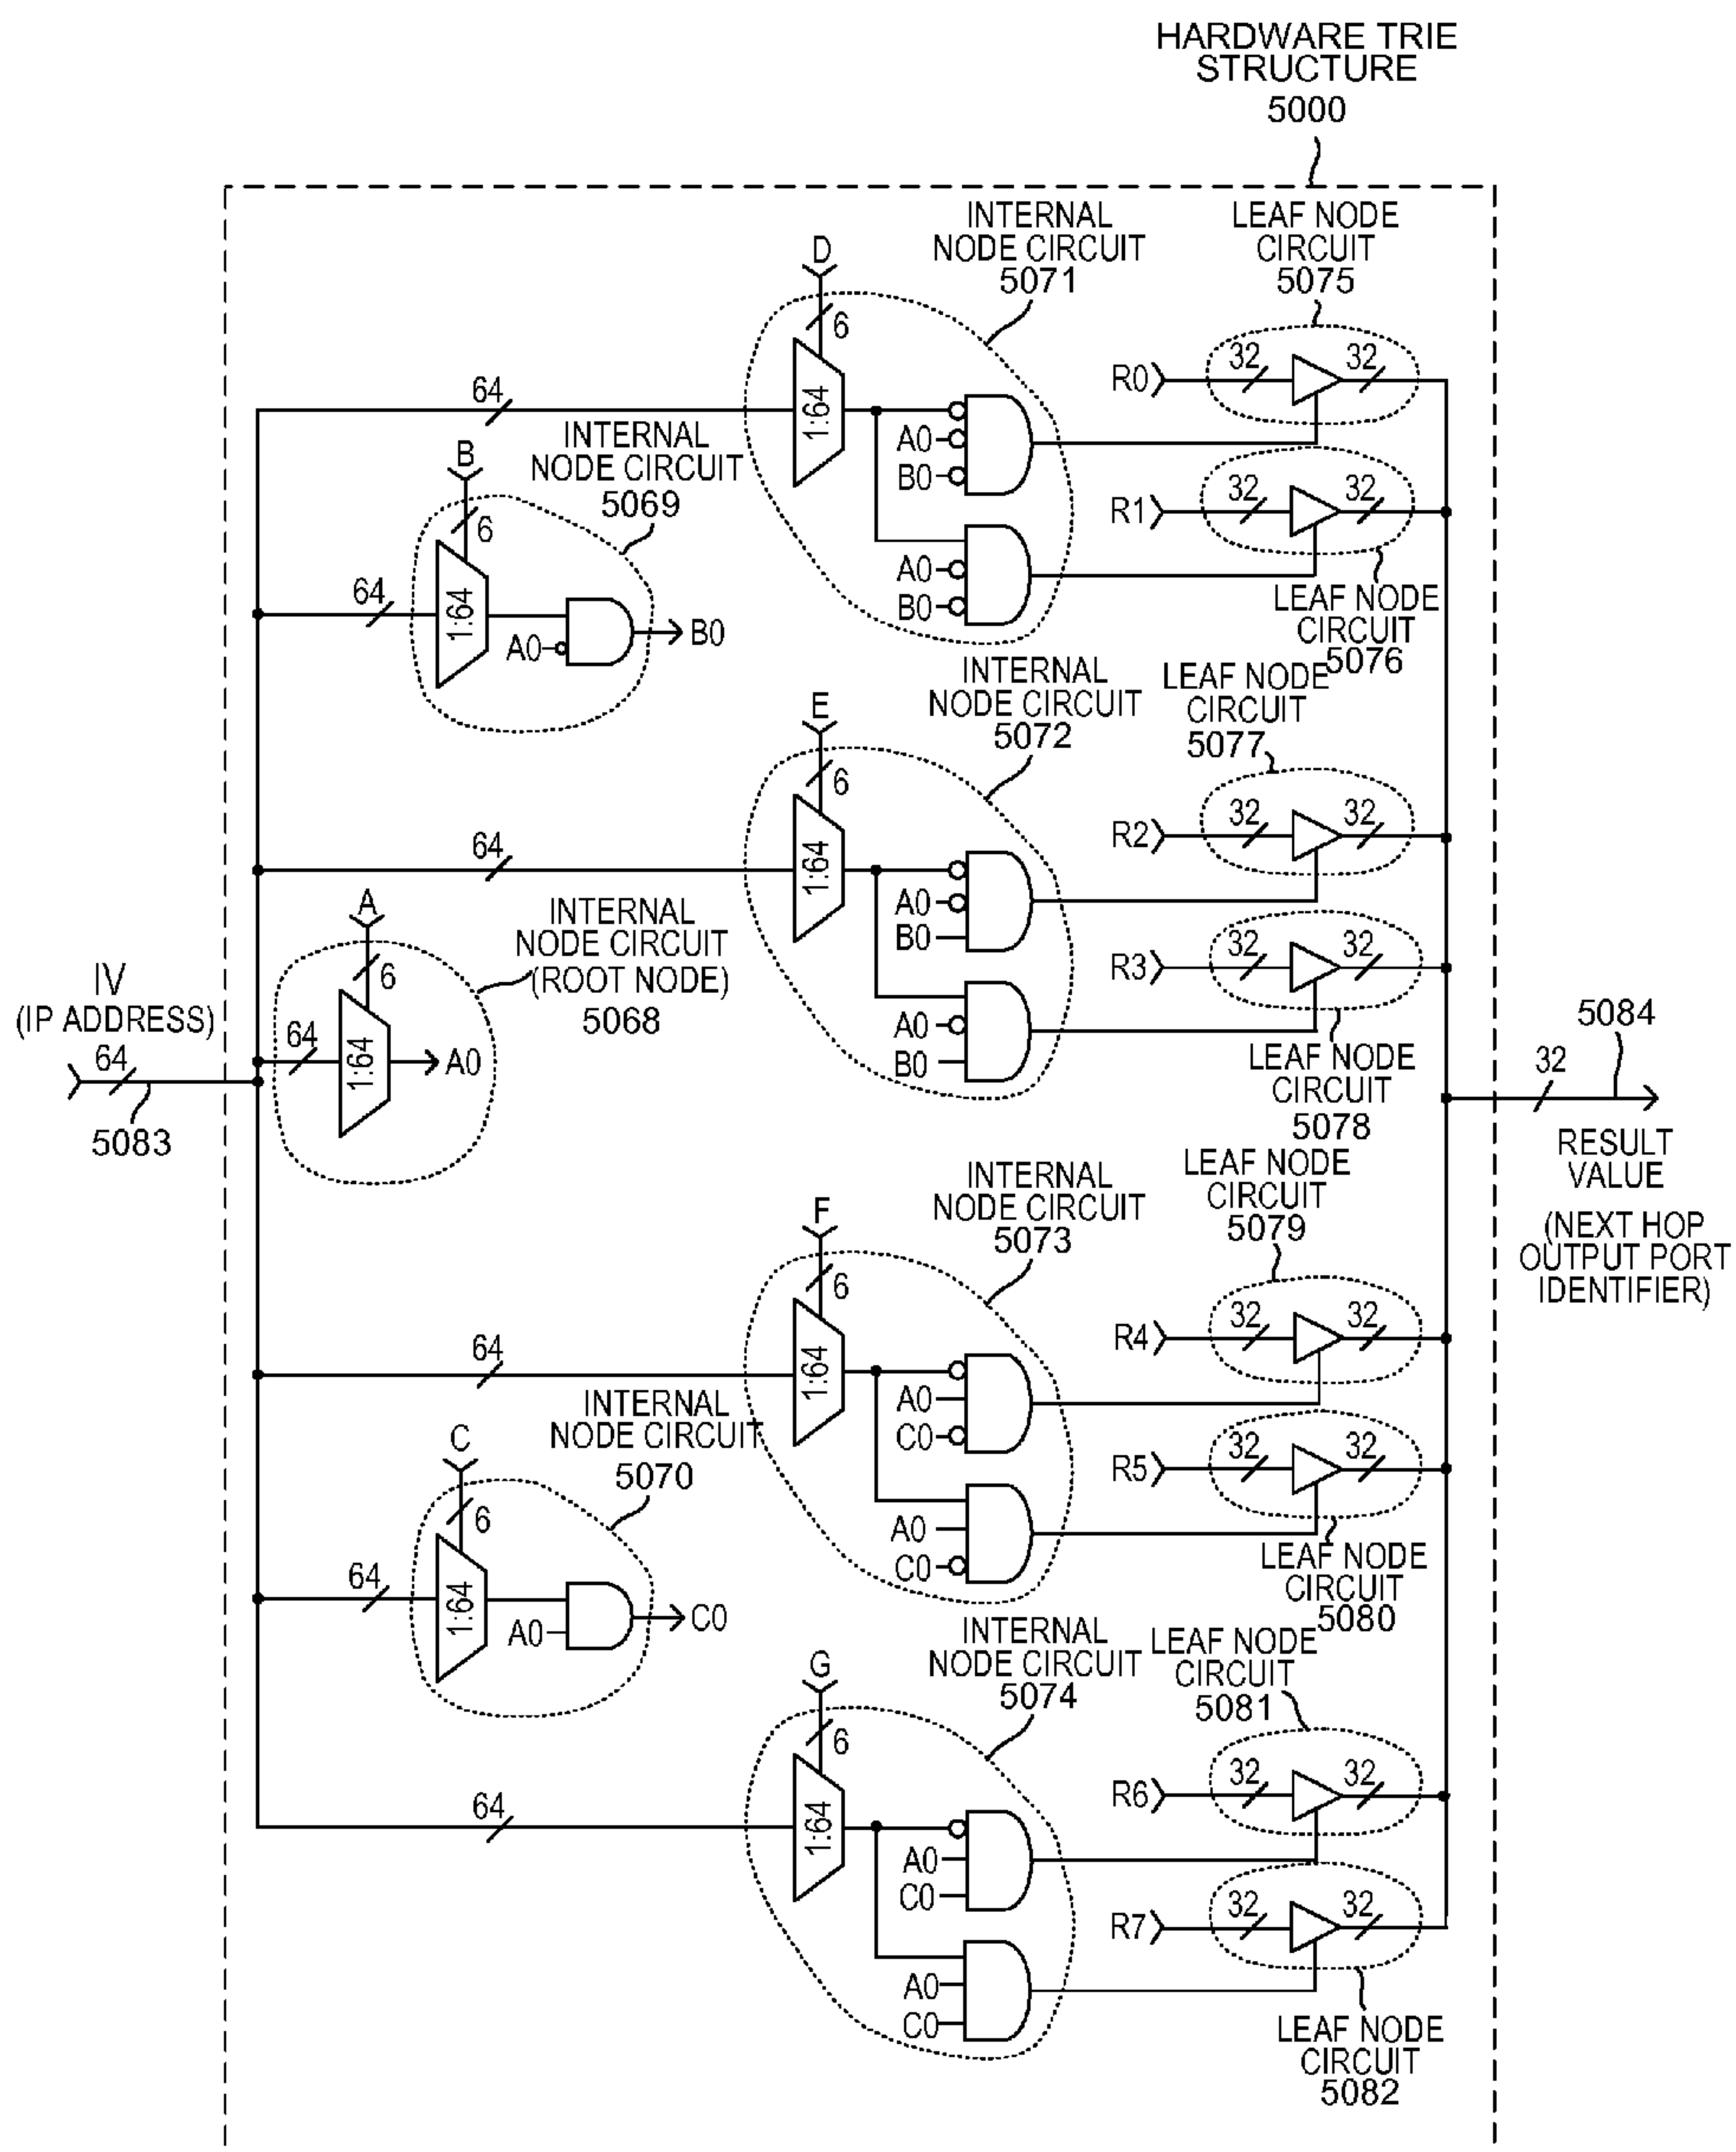 HARDWARE TRIE
STRUCTURE
5000
INTERNAL
NODE CIRCUIT
5071
LEAF NODE
CIRCUIT
5075
D
6
1:64
64
A0
B0
A0
B0
R0
32
32
R1
32
32
LEAF NODE
CIRCUIT
5076
INTERNAL
NODE CIRCUIT
5069
B
6
64
1:64
A0
B0
INTERNAL
NODE CIRCUIT
5072
LEAF NODE
CIRCUIT
5077
E
6
64
1:64
A0
B0
A0
B0
R2
32
32
R3
32
32
LEAF NODE
CIRCUIT
5078
INTERNAL
NODE CIRCUIT
(ROOT NODE)
5068
A
6
64
1:64
A0
IV
(IP ADDRESS)
64
5083
5084
32
RESULT
VALUE
(NEXT HOP
OUTPUT PORT
IDENTIFIER)
INTERNAL
NODE CIRCUIT
5073
LEAF NODE
CIRCUIT
5079
F
6
64
1:64
A0
C0
A0
C0
R4
32
32
R5
32
32
LEAF NODE
CIRCUIT
5080
INTERNAL
NODE CIRCUIT
5070
C
6
64
1:64
A0
C0
INTERNAL
NODE CIRCUIT
5074
LEAF NODE
CIRCUIT
5081
G
6
64
1:64
A0
C0
A0
C0
R6
32
32
R7
32
32
LEAF NODE
CIRCUIT
5082